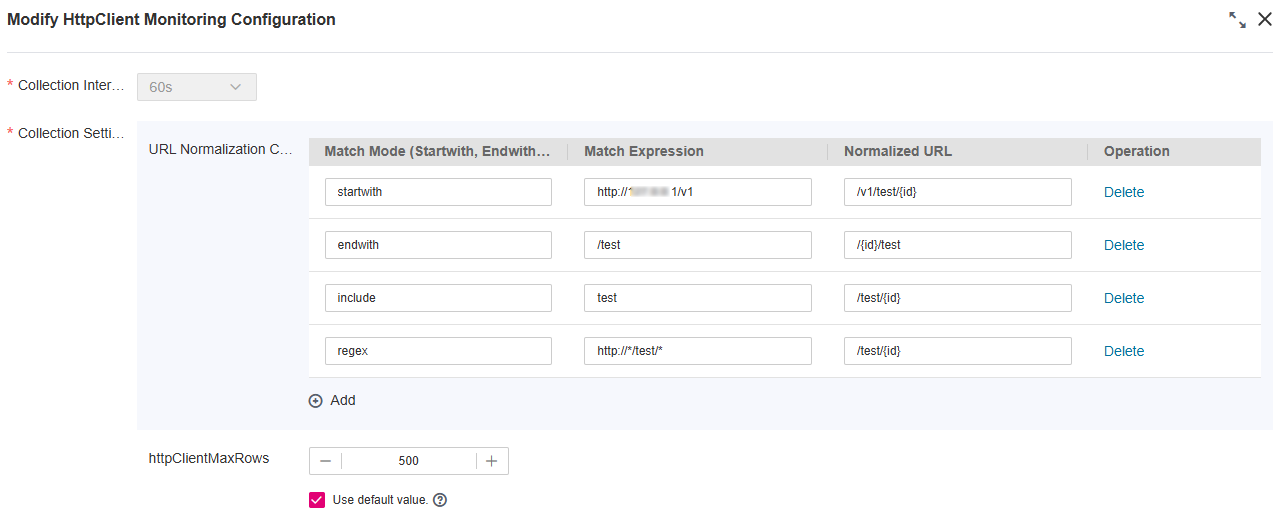 Modify HttpClient Monitoring Configuration
* Collection Inter...
60s
* Collection Setti...
URL Normalization C...
Match Mode (Startwith, Endwith... Match Expression Normalized URL Operation
startwith http:// 1/v1 /v1/test/{id} Delete
endwith /test /{id}/test Delete
include test /test/{id} Delete
regex http://*/test/* /test/{id} Delete
Add
httpClientMaxRows
500
Use default value.